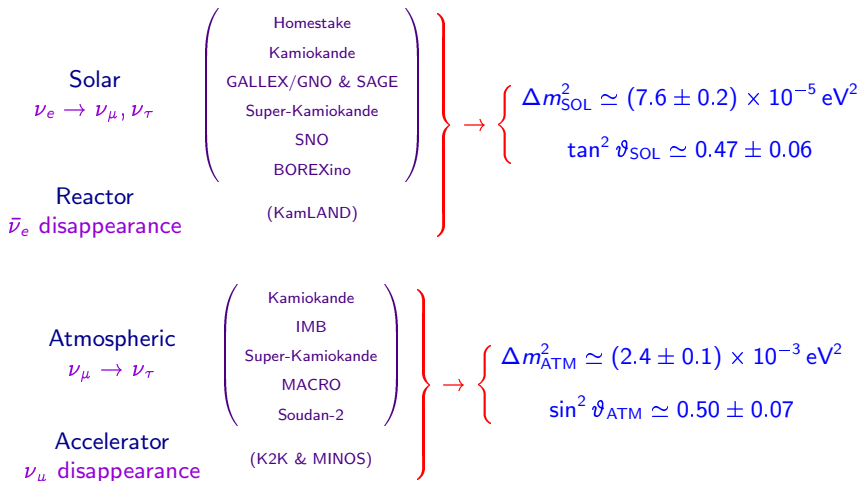 Solar
νe → νμ, ντ
Homestake
Kamiokande
GALLEX/GNO & SAGE
Super-Kamiokande
SNO
BOREXino
Reactor
ν̄e disappearance
(KamLAND)
→
Δm²SOL ≃ (7.6 ± 0.2) × 10⁻⁵ eV²
tan² ϑSOL ≃ 0.47 ± 0.06
Atmospheric
νμ → ντ
Kamiokande
IMB
Super-Kamiokande
MACRO
Soudan-2
Accelerator
νμ disappearance
(K2K & MINOS)
→
Δm²ATM ≃ (2.4 ± 0.1) × 10⁻³ eV²
sin² ϑATM ≃ 0.50 ± 0.07